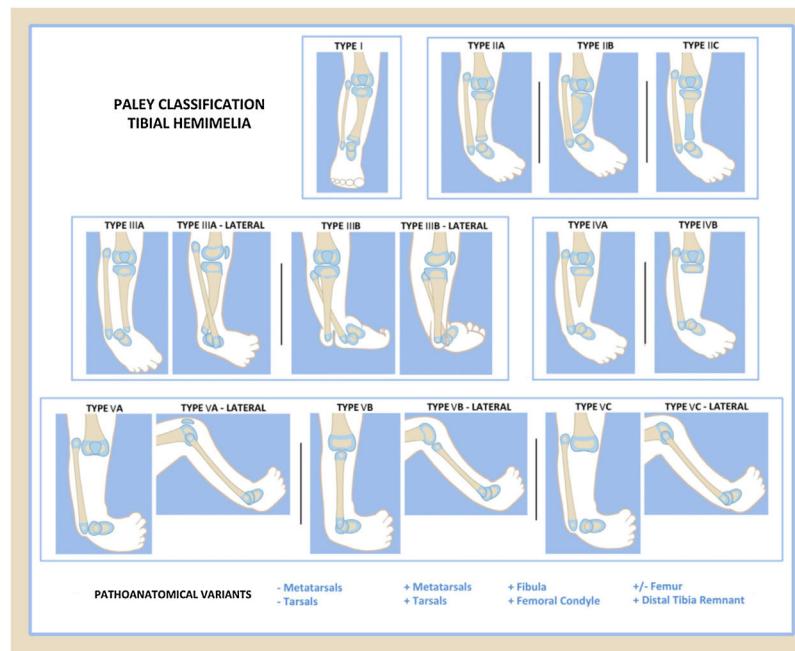 PALEY CLASSIFICATION
TIBIAL HEMIMELIA
TYPE I
TYPE IIA
TYPE IIB
TYPE IIC
TYPE IIIA
TYPE IIIA - LATERAL
TYPE IIIB
TYPE IIIB - LATERAL
TYPE IVA
TYPE IVB
TYPE VA
TYPE VA - LATERAL
TYPE VB
TYPE VB - LATERAL
TYPE VC
TYPE VC - LATERAL
PATHOANATOMICAL VARIANTS
- Metatarsals
- Tarsals
+ Metatarsals
+ Tarsals
+ Fibula
+ Femoral Condyle
+/- Femur
+ Distal Tibia Remnant